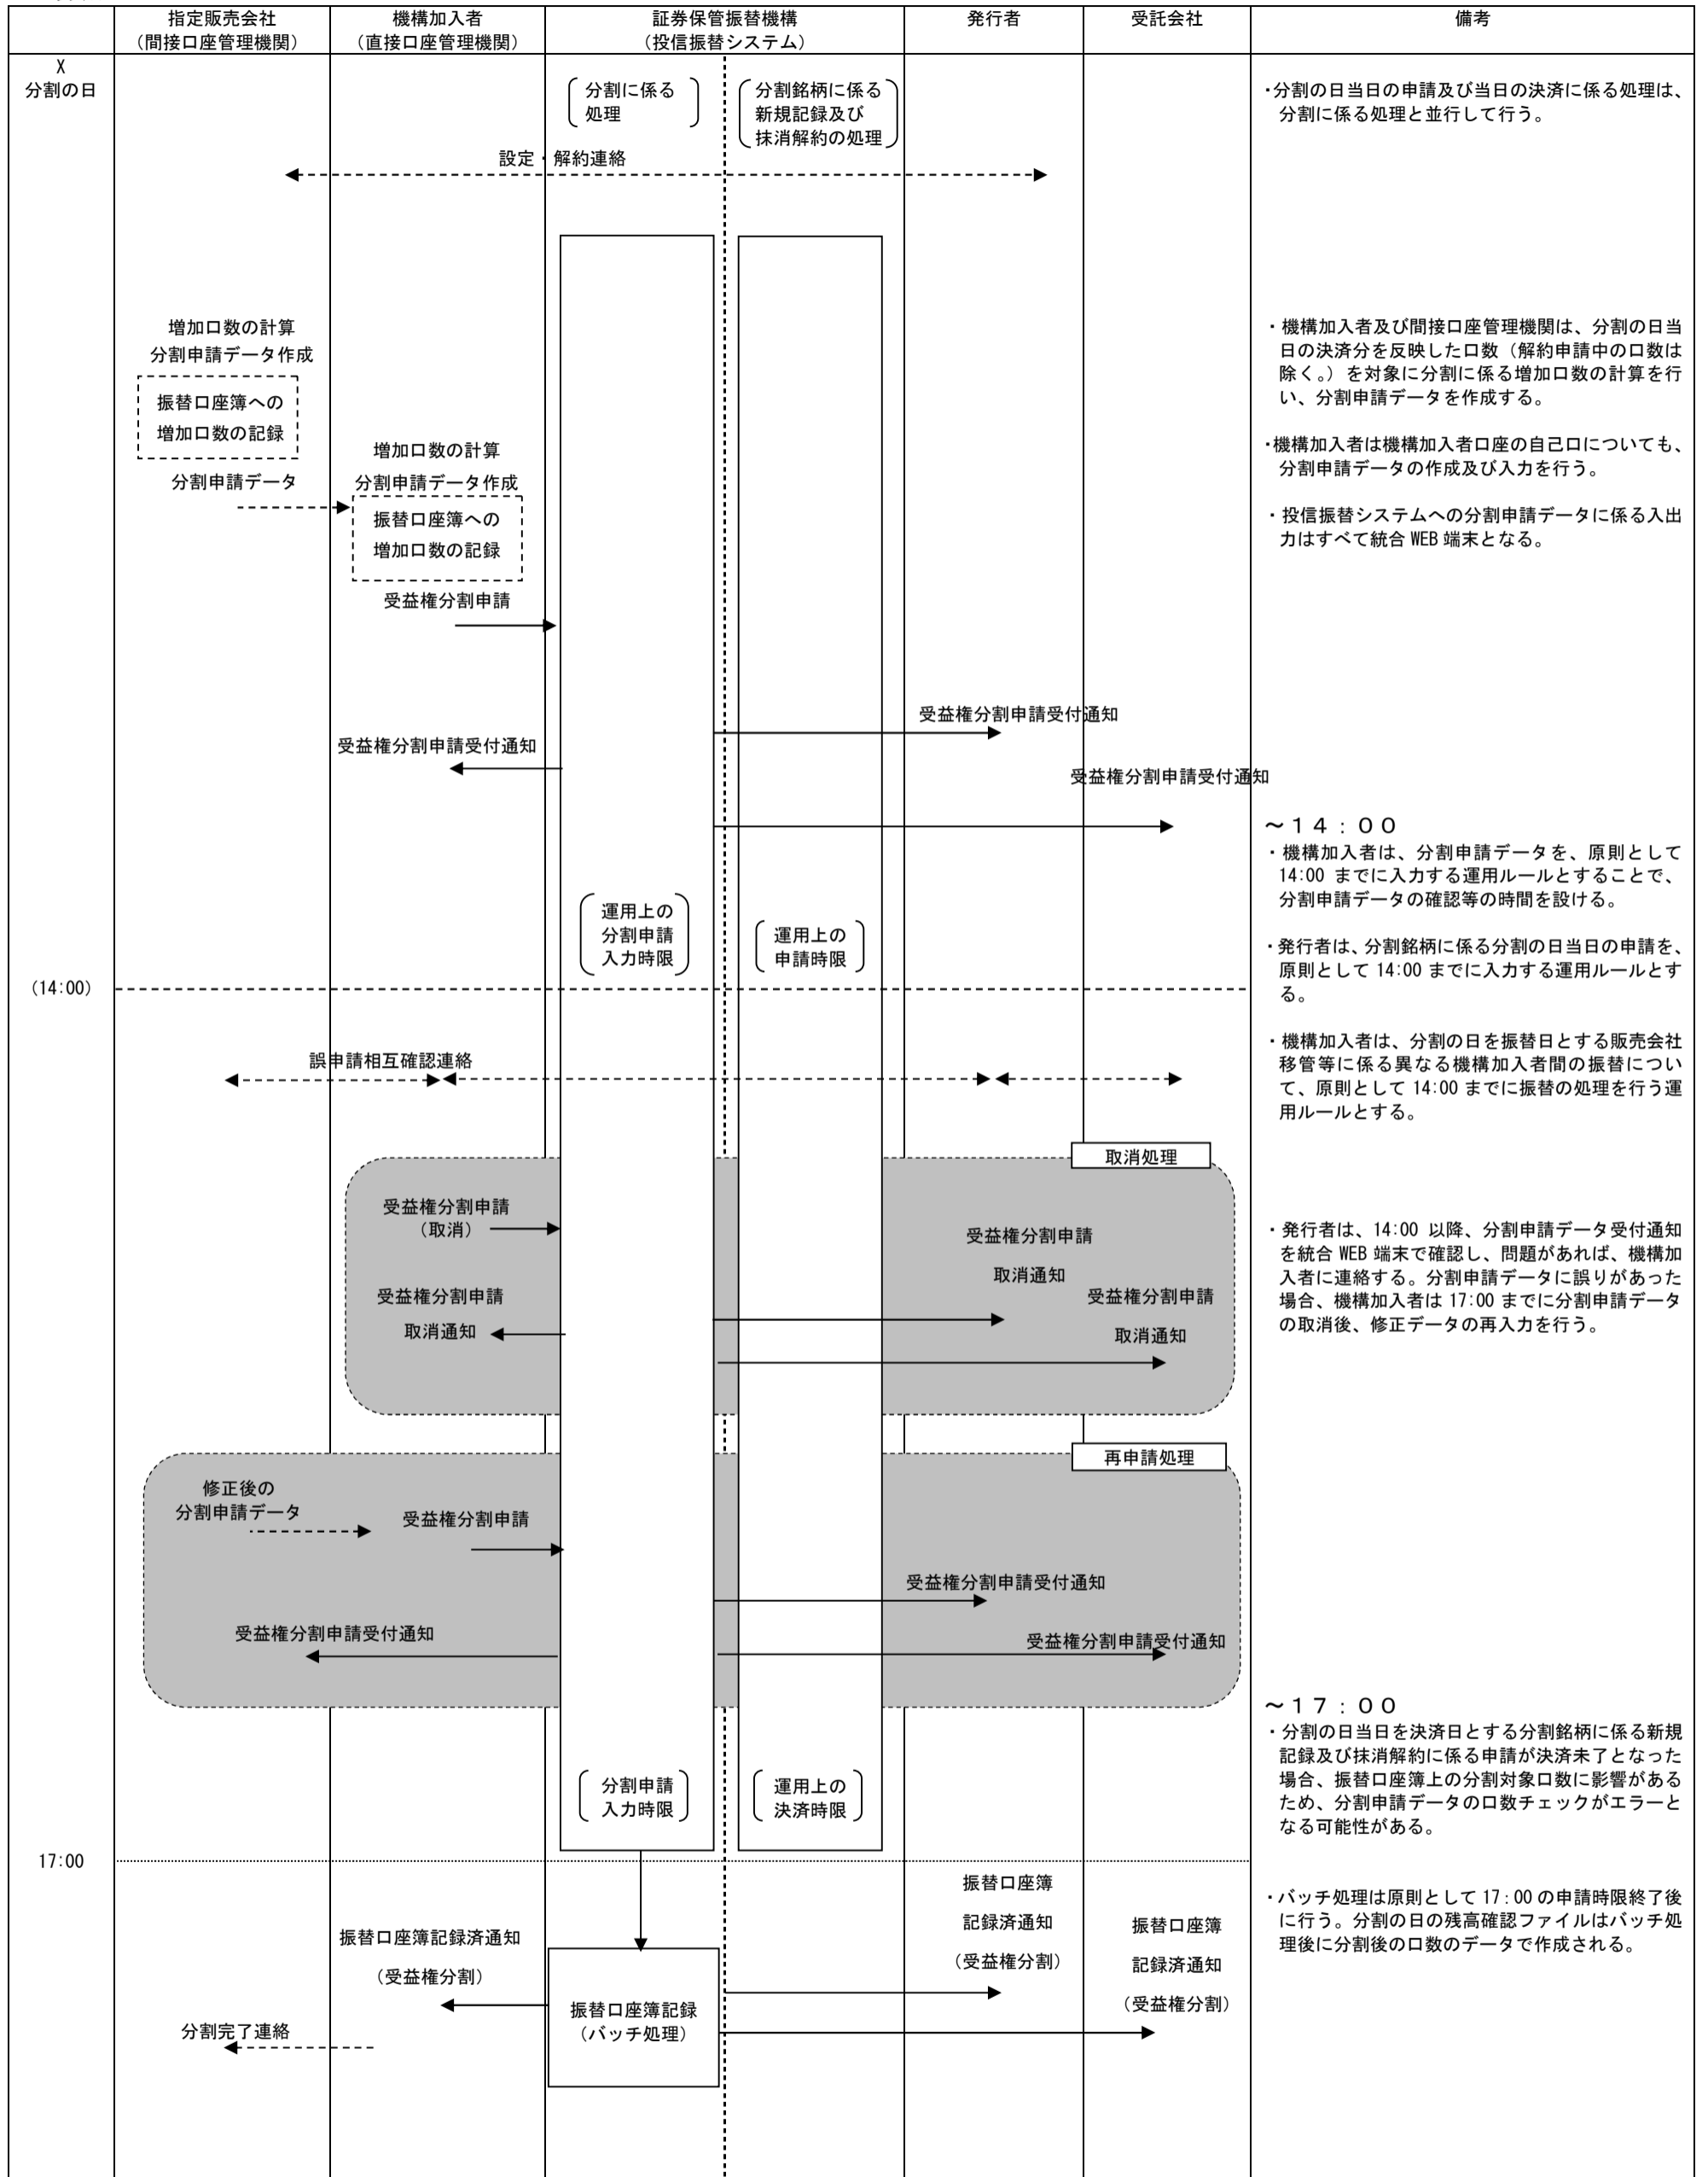 指定販売会社
（間接口座管理機関）
機構加入者
（直接口座管理機関）
証券保管振替機構
（投信振替システム）
発行者
受託会社
備考
X
分割の日
分割に係る
処理
分割銘柄に係る
新規記録及び
抹消解約の処理
・分割の日当日の申請及び当日の決済に係る処理は、
分割に係る処理と並行して行う。
設定・解約連絡
増加口数の計算
分割申請データ作成
振替口座簿への
増加口数の記録
分割申請データ
増加口数の計算
分割申請データ作成
振替口座簿への
増加口数の記録
受益権分割申請
・機構加入者及び間接口座管理機関は、分割の日当
日の決済分を反映した口数（解約申請中の口数は
除く。）を対象に分割に係る増加口数の計算を行
い、分割申請データを作成する。
・機構加入者は機構加入者口座の自己口についても、
分割申請データの作成及び入力を行う。
・投信振替システムへの分割申請データに係る入出
力はすべて統合 WEB 端末となる。
受益権分割申請受付通知
受益権分割申請受付通知
受益権分割申請受付通知
～１４：００
・機構加入者は、分割申請データを、原則として
14:00 までに入力する運用ルールとすることで、
分割申請データの確認等の時間を設ける。
運用上の
分割申請
入力時限
運用上の
申請時限
・発行者は、分割銘柄に係る分割の日当日の申請を、
原則として 14:00 までに入力する運用ルールとす
る。
(14:00)
・機構加入者は、分割の日を振替日とする販売会社
移管等に係る異なる機構加入者間の振替につい
て、原則として 14:00 までに振替の処理を行う運
用ルールとする。
誤申請相互確認連絡
取消処理
受益権分割申請
（取消）
受益権分割申請
取消通知
受益権分割申請
取消通知
受益権分割申請
取消通知
・発行者は、14:00 以降、分割申請データ受付通知
を統合 WEB 端末で確認し、問題があれば、機構加
入者に連絡する。分割申請データに誤りがあった
場合、機構加入者は 17:00 までに分割申請データ
の取消後、修正データの再入力を行う。
再申請処理
修正後の
分割申請データ
受益権分割申請
受益権分割申請受付通知
受益権分割申請受付通知
受益権分割申請受付通知
～１７：００
・分割の日当日を決済日とする分割銘柄に係る新規
記録及び抹消解約に係る申請が決済未了となった
場合、振替口座簿上の分割対象口数に影響がある
ため、分割申請データの口数チェックがエラーと
なる可能性がある。
分割申請
入力時限
運用上の
決済時限
17:00
・バッチ処理は原則として 17:00 の申請時限終了後
に行う。分割の日の残高確認ファイルはバッチ処
理後に分割後の口数のデータで作成される。
振替口座簿
記録済通知
（受益権分割）
振替口座簿
記録済通知
（受益権分割）
振替口座簿記録済通知
（受益権分割）
振替口座簿記録
（バッチ処理）
分割完了連絡